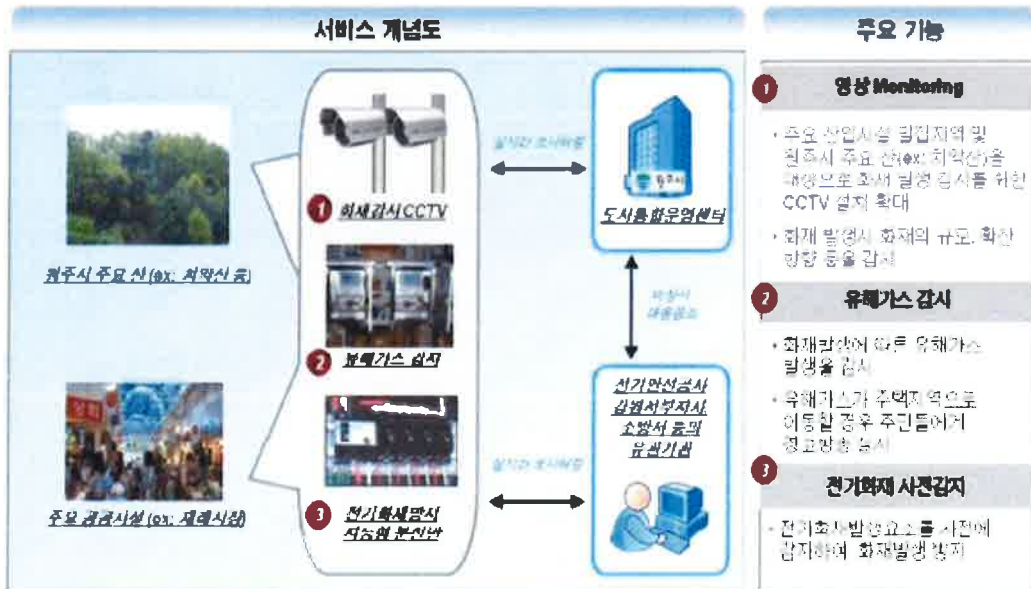 서비스 개념도
주요 기능
원주시 주요 산 (ex: 치악산 등)
주요 공공시설 (ex: 재래시장)
1
화재감시 CCTV
2
유해가스 감지
3
전기화재방지
지능형 분전반
실시간 모니터링
원주시
도시통합운영센터
비상시
실시간 모니터링
전기안전공사
강원서부지사,
소방서 등의
유관기관
1
영상 Monitoring
• 주요 산업시설 밀집지역 및
원주시 주요 산(ex: 치악산)을
대상으로 화재 발생 감시를 위한
CCTV 설치 확대
• 화재 발생시 화재의 규모, 확산
방향 등을 감지
2
유해가스 감시
• 화재발생에 따른 유해가스
발생을 감시
• 유해가스가 주택지역으로
이동할 경우 주민들에게
경고방송 실시
3
전기화재 사전감지
• 전기화재발생요소를 사전에
감지하여 화재발생 방지